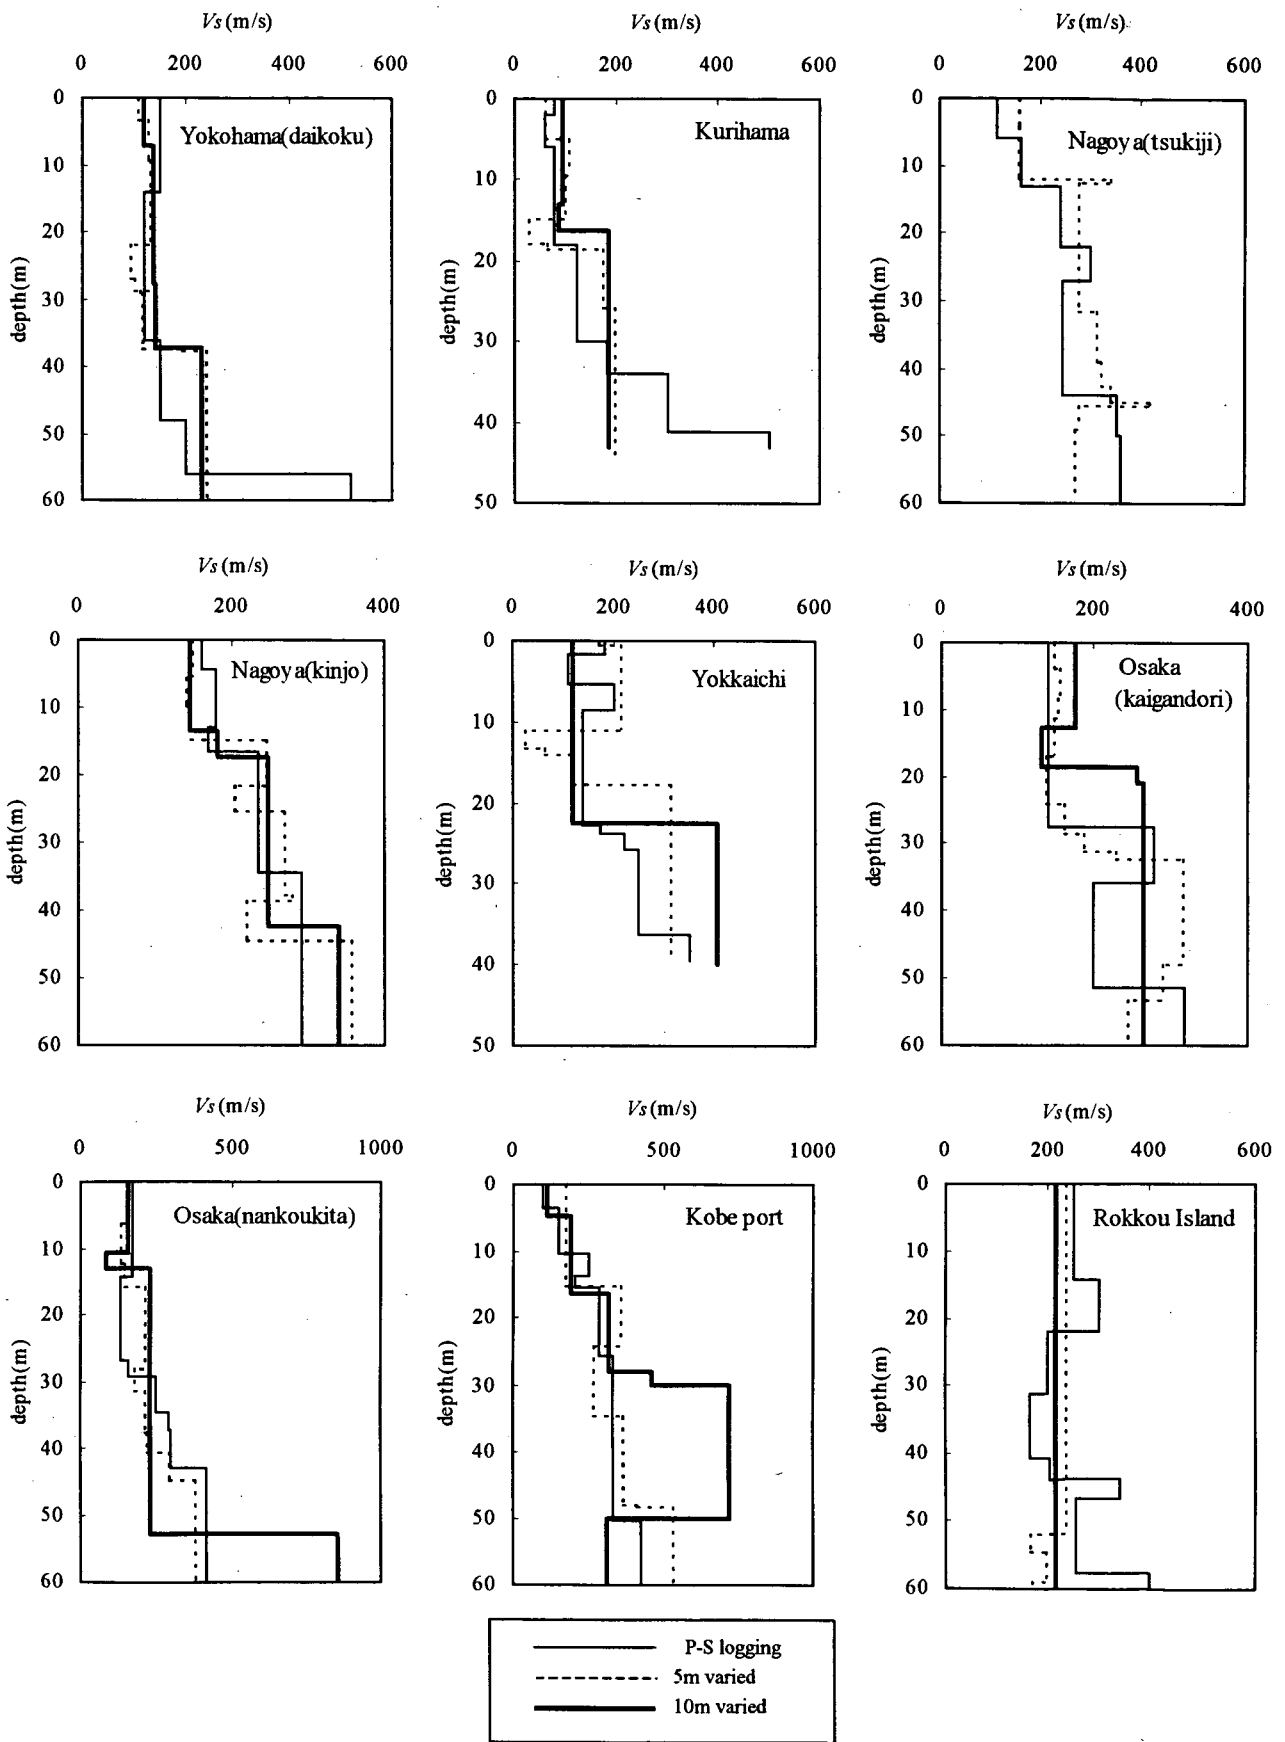 Vs (m/s)
0 200 400 600
0
10
20
30
40
50
60
depth(m)
Yokohama(daikoku)
Vs (m/s)
0 200 400 600
0
10
20
30
40
50
depth(m)
Kurihama
Vs (m/s)
0 200 400 600
0
10
20
30
40
50
60
depth(m)
Nagoya(tsukiji)
Vs (m/s)
0 200 400
0
10
20
30
40
50
60
depth(m)
Nagoya(kinjo)
Vs (m/s)
0 200 400 600
0
10
20
30
40
50
depth(m)
Yokkaichi
Vs (m/s)
0 200 400
0
10
20
30
40
50
60
depth(m)
Osaka
(kaigandori)
Vs (m/s)
0 500 1000
0
10
20
30
40
50
60
depth(m)
Osaka(nankoukita)
Vs (m/s)
0 500 1000
0
10
20
30
40
50
60
depth(m)
Kobe port
Vs (m/s)
0 200 400 600
0
10
20
30
40
50
60
depth(m)
Rokkou Island
P-S logging
5m varied
10m varied